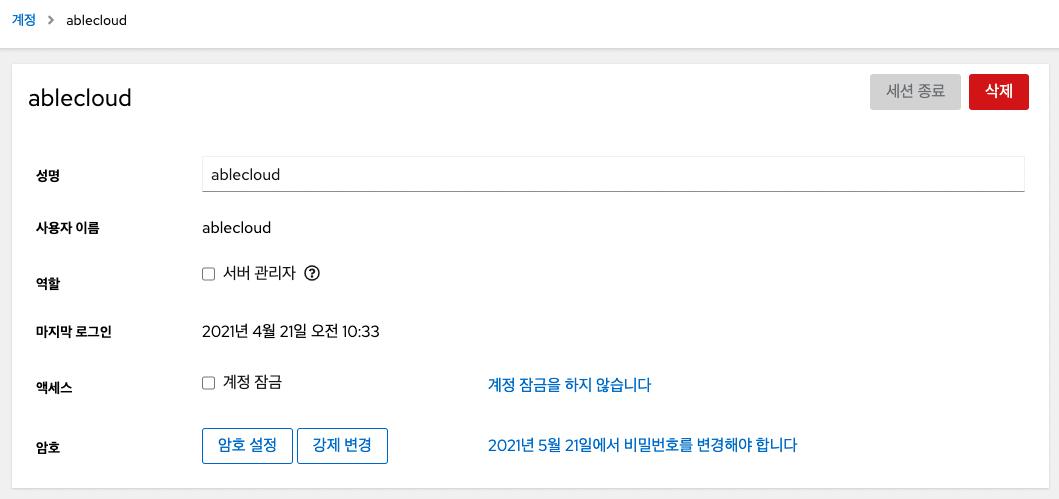 계정 > ablecloud
ablecloud
세션 종료 삭제
성명 ablecloud
사용자 이름 ablecloud
역할 서버 관리자 ?
마지막 로그인 2021년 4월 21일 오전 10:33
액세스 계정 잠금 계정 잠금을 하지 않습니다
암호 암호 설정 강제 변경 2021년 5월 21일에서 비밀번호를 변경해야 합니다